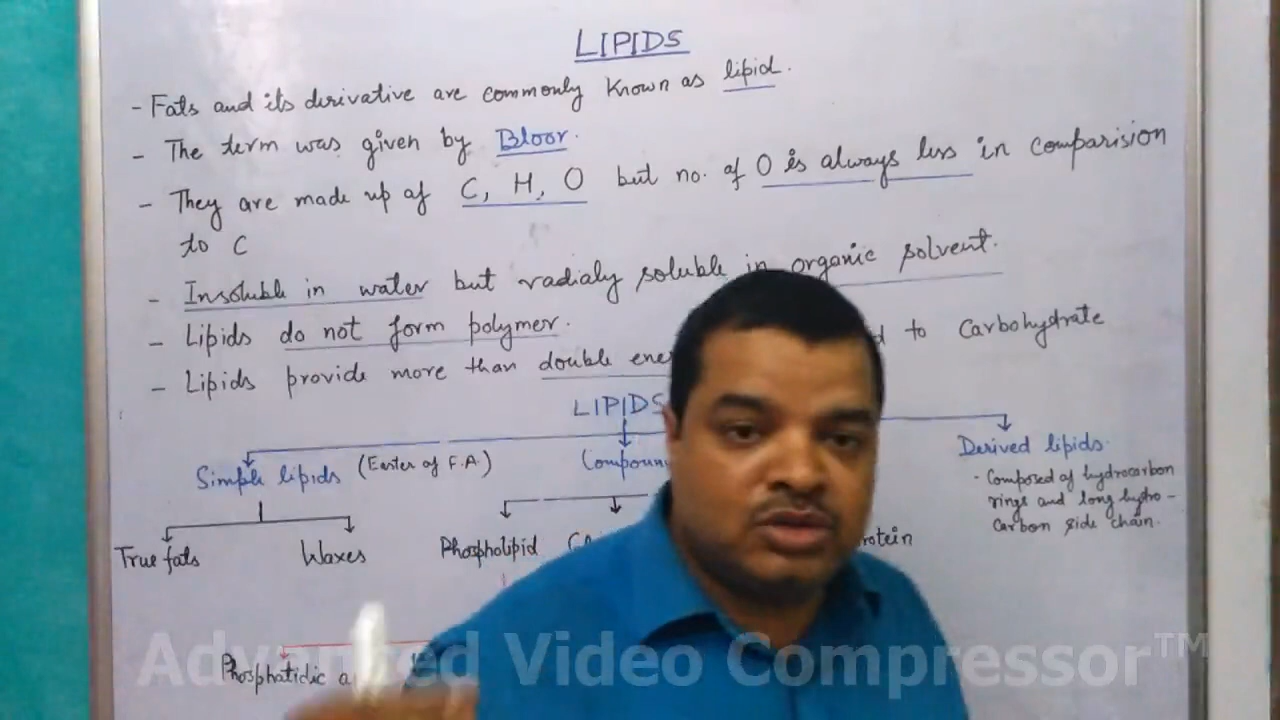 LIPIDS
- Fats and its derivative are commonly known as lipid.
- The term was given by Bloor.
- They are made up of C, H, O but no. of O is always less in comparision
to C
- Insoluble in water but radialy soluble in organic solvent.
- Lipids do not form polymer.
- Lipids provide more than double ene to Carbohydrate
LIPIDS
Simple lipids (Easter of F.A.) Compoun Derived lipids
- Composed of hydrocarbon
rings and long hydro-
carbon side chain.
True fats Waxes Phospholipid rotein
Phosphatidic a
Advanced Video Compressor™